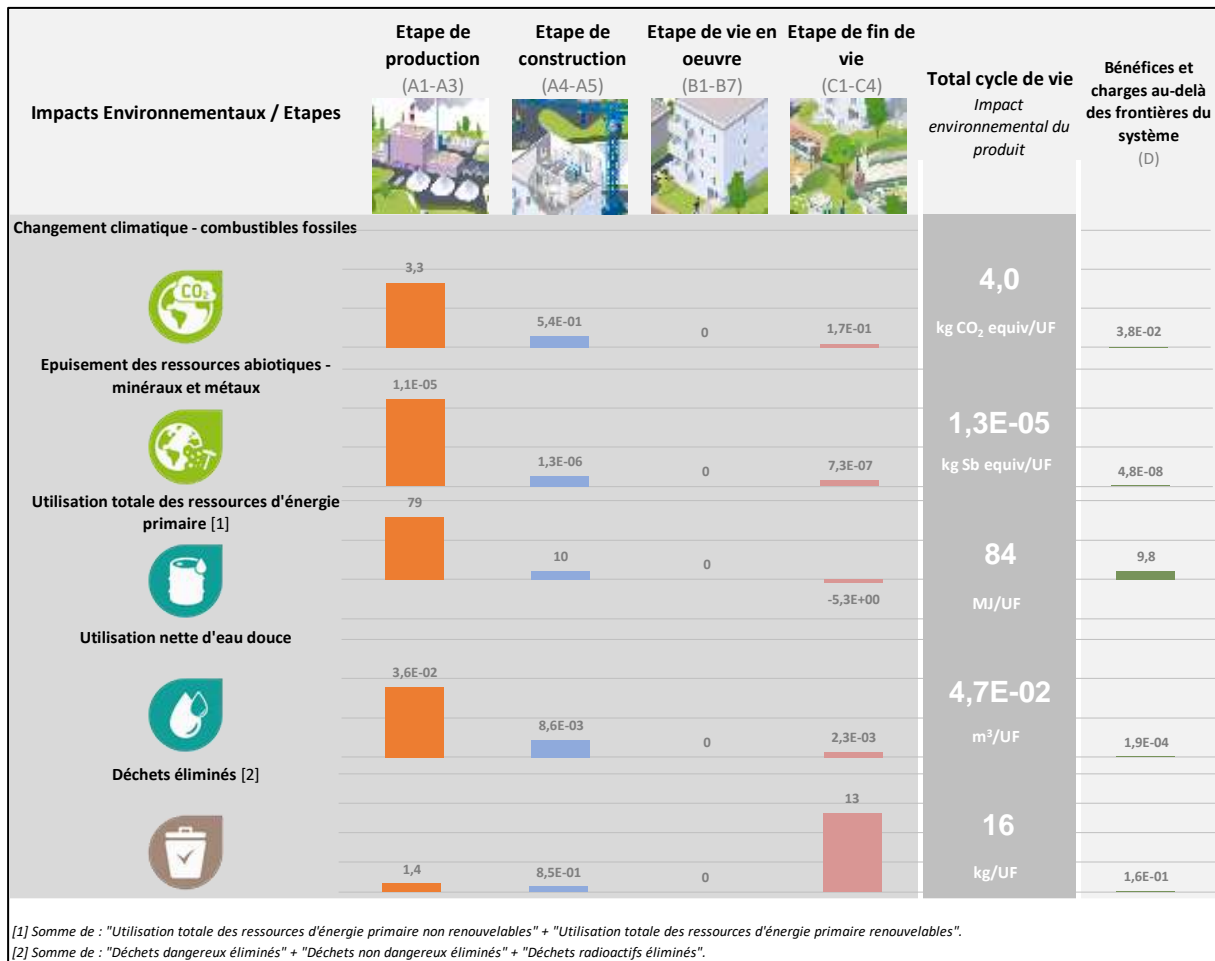 Impacts Environnementaux / Etapes
Etape de
production
(A1-A3)
Etape de
construction
(A4-A5)
Etape de vie en
oeuvre
(B1-B7)
Etape de fin de
vie
(C1-C4)
Total cycle de vie
Impact
environnemental du
produit
Bénéfices et
charges au-delà
des frontières du
système
(D)
Changement climatique - combustibles fossiles
CO2
3,3
5,4E-01
0
1,7E-01
4,0
kg CO₂ equiv/UF
3,8E-02
Epuisement des ressources abiotiques -
minéraux et métaux
1,1E-05
1,3E-06
0
7,3E-07
1,3E-05
kg Sb equiv/UF
4,8E-08
Utilisation totale des ressources d'énergie
primaire [1]
79
10
0
-5,3E+00
84
MJ/UF
9,8
Utilisation nette d'eau douce
3,6E-02
8,6E-03
0
2,3E-03
4,7E-02
m³/UF
1,9E-04
Déchets éliminés [2]
1,4
8,5E-01
0
13
16
kg/UF
1,6E-01
[1] Somme de : "Utilisation totale des ressources d'énergie primaire non renouvelables" + "Utilisation totale des ressources d'énergie primaire renouvelables".
[2] Somme de : "Déchets dangereux éliminés" + "Déchets non dangereux éliminés" + "Déchets radioactifs éliminés".